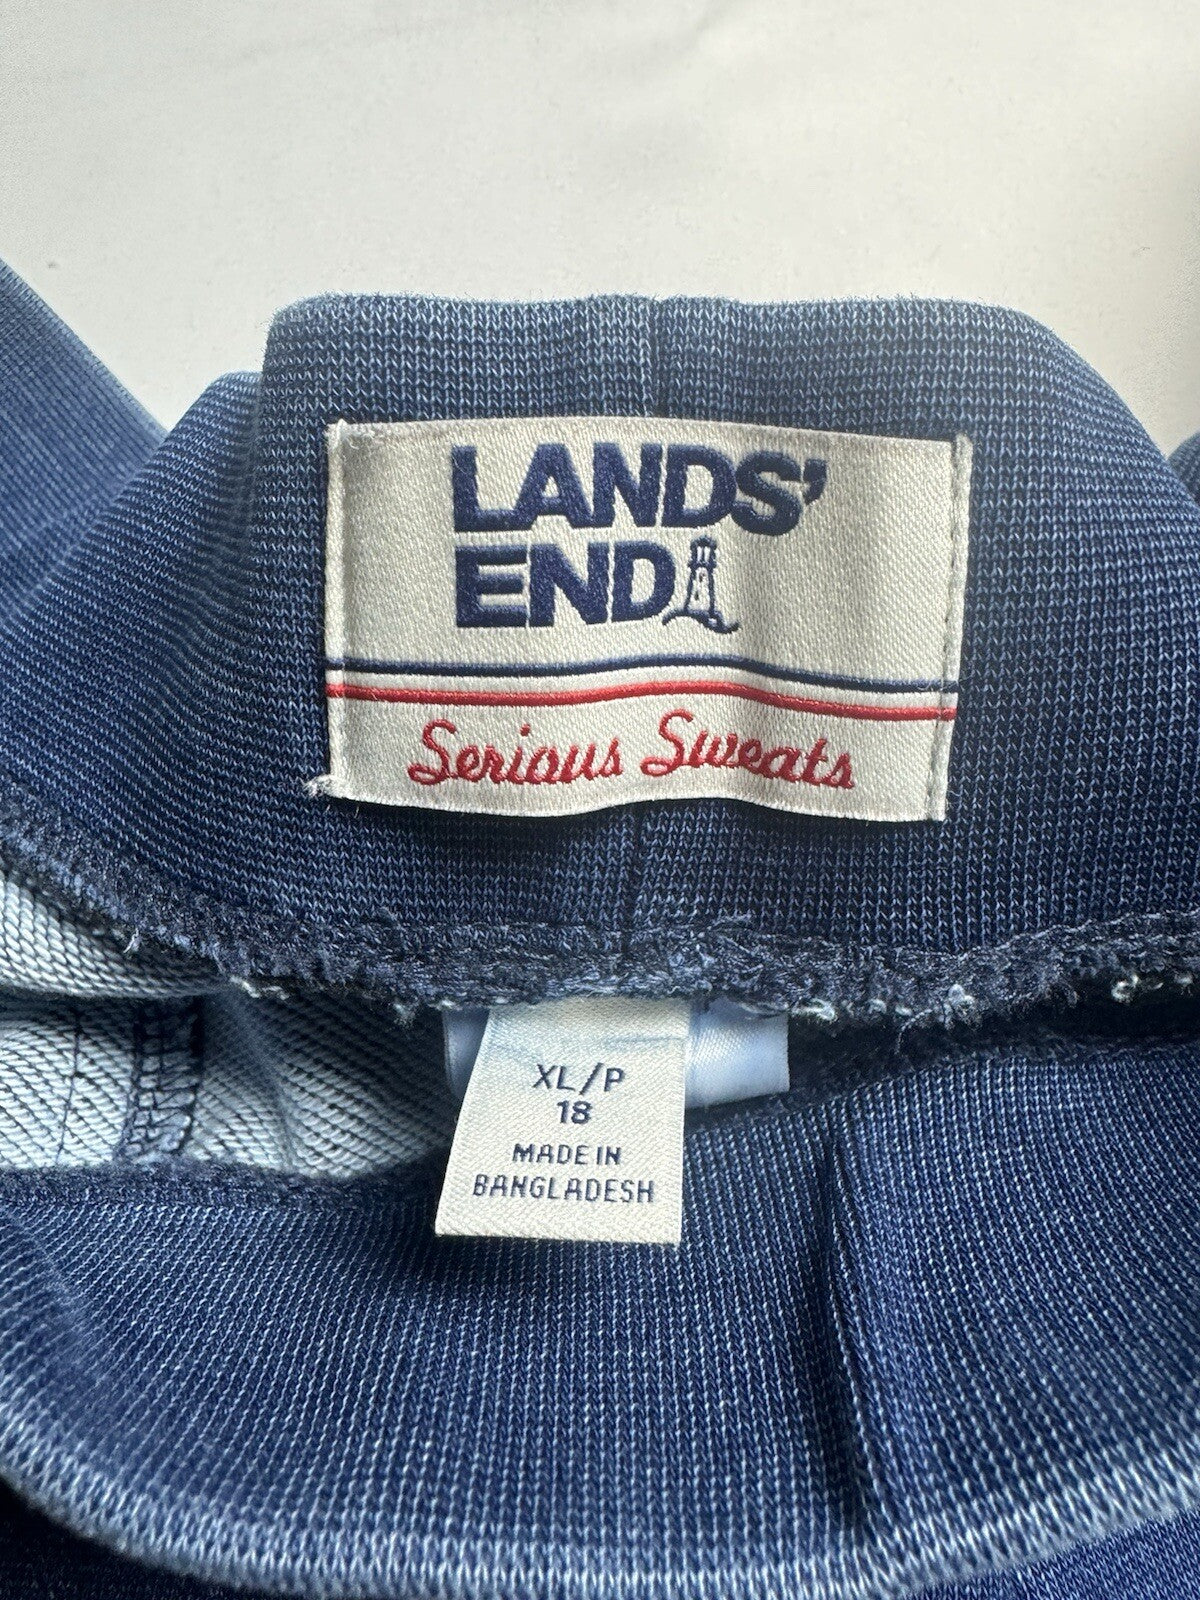 LANDS'
END
Serious Sweats
XL/P
18
MADE IN
BANGLADESH